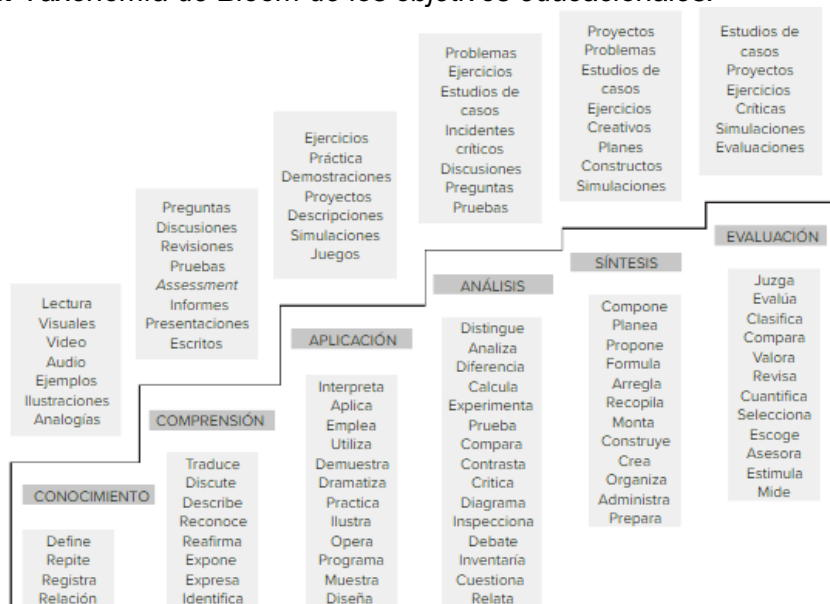 Taxonomía de Bloom de los objetivos educacionales.
Lectura
Visuales
Video
Audio
Ejemplos
Ilustraciones
Analogías
CONOCIMIENTO
Define
Repite
Registra
Relación
Preguntas
Discusiones
Revisiones
Pruebas
Assessment
Informes
Presentaciones
Escritos
COMPRENSIÓN
Traduce
Discute
Describe
Reconoce
Reafirma
Expone
Expresa
Identifica
Ejercicios
Práctica
Demostraciones
Proyectos
Descripciones
Simulaciones
Juegos
APLICACIÓN
Interpreta
Aplica
Emplea
Utiliza
Demuestra
Dramatiza
Practica
Ilustra
Opera
Programa
Muestra
Diseña
Problemas
Ejercicios
Estudios de
casos
Incidentes
críticos
Discusiones
Preguntas
Pruebas
ANÁLISIS
Distingue
Analiza
Diferencia
Calcula
Experimenta
Prueba
Compara
Contrasta
Critica
Diagrama
Inspecciona
Debate
Inventaría
Cuestiona
Relata
Proyectos
Problemas
Estudios de
casos
Ejercicios
Creativos
Planes
Constructos
Simulaciones
SÍNTESIS
Compone
Planea
Propone
Formula
Arregla
Recopila
Monta
Construye
Crea
Organiza
Administra
Prepara
Estudios de
casos
Proyectos
Ejercicios
Críticas
Simulaciones
Evaluaciones
EVALUACIÓN
Juzga
Evalúa
Clasifica
Compara
Valora
Revisa
Cuantifica
Selecciona
Escoge
Asesora
Estimula
Mide